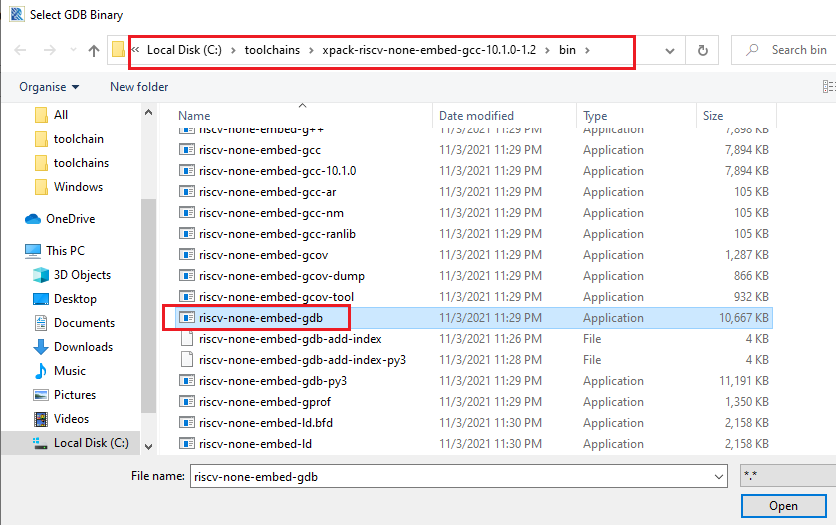 Select GDB Binary
« Local Disk (C:) > toolchains > xpack-riscv-none-embed-gcc-10.1.0-1.2 > bin >
Search bin
Organise New folder
All
toolchain
toolchains
Windows
OneDrive
This PC
3D Objects
Desktop
Documents
Downloads
Music
Pictures
Videos
Local Disk (C:)
Name Date modified Type Size
riscv-none-embed-g++ 11/3/2021 11:29 PM Application 7,898 KB
riscv-none-embed-gcc 11/3/2021 11:29 PM Application 7,894 KB
riscv-none-embed-gcc-10.1.0 11/3/2021 11:29 PM Application 7,894 KB
riscv-none-embed-gcc-ar 11/3/2021 11:29 PM Application 105 KB
riscv-none-embed-gcc-nm 11/3/2021 11:29 PM Application 105 KB
riscv-none-embed-gcc-ranlib 11/3/2021 11:29 PM Application 105 KB
riscv-none-embed-gcov 11/3/2021 11:29 PM Application 1,287 KB
riscv-none-embed-gcov-dump 11/3/2021 11:29 PM Application 866 KB
riscv-none-embed-gcov-tool 11/3/2021 11:29 PM Application 932 KB
riscv-none-embed-gdb 11/3/2021 11:29 PM Application 10,667 KB
riscv-none-embed-gdb-add-index 11/3/2021 11:26 PM File 4 KB
riscv-none-embed-gdb-add-index-py3 11/3/2021 11:28 PM File 4 KB
riscv-none-embed-gdb-py3 11/3/2021 11:29 PM Application 11,191 KB
riscv-none-embed-gprof 11/3/2021 11:29 PM Application 1,350 KB
riscv-none-embed-ld.bfd 11/3/2021 11:30 PM Application 2,158 KB
riscv-none-embed-ld 11/3/2021 11:30 PM Application 2,158 KB
File name: riscv-none-embed-gdb *.*
Open